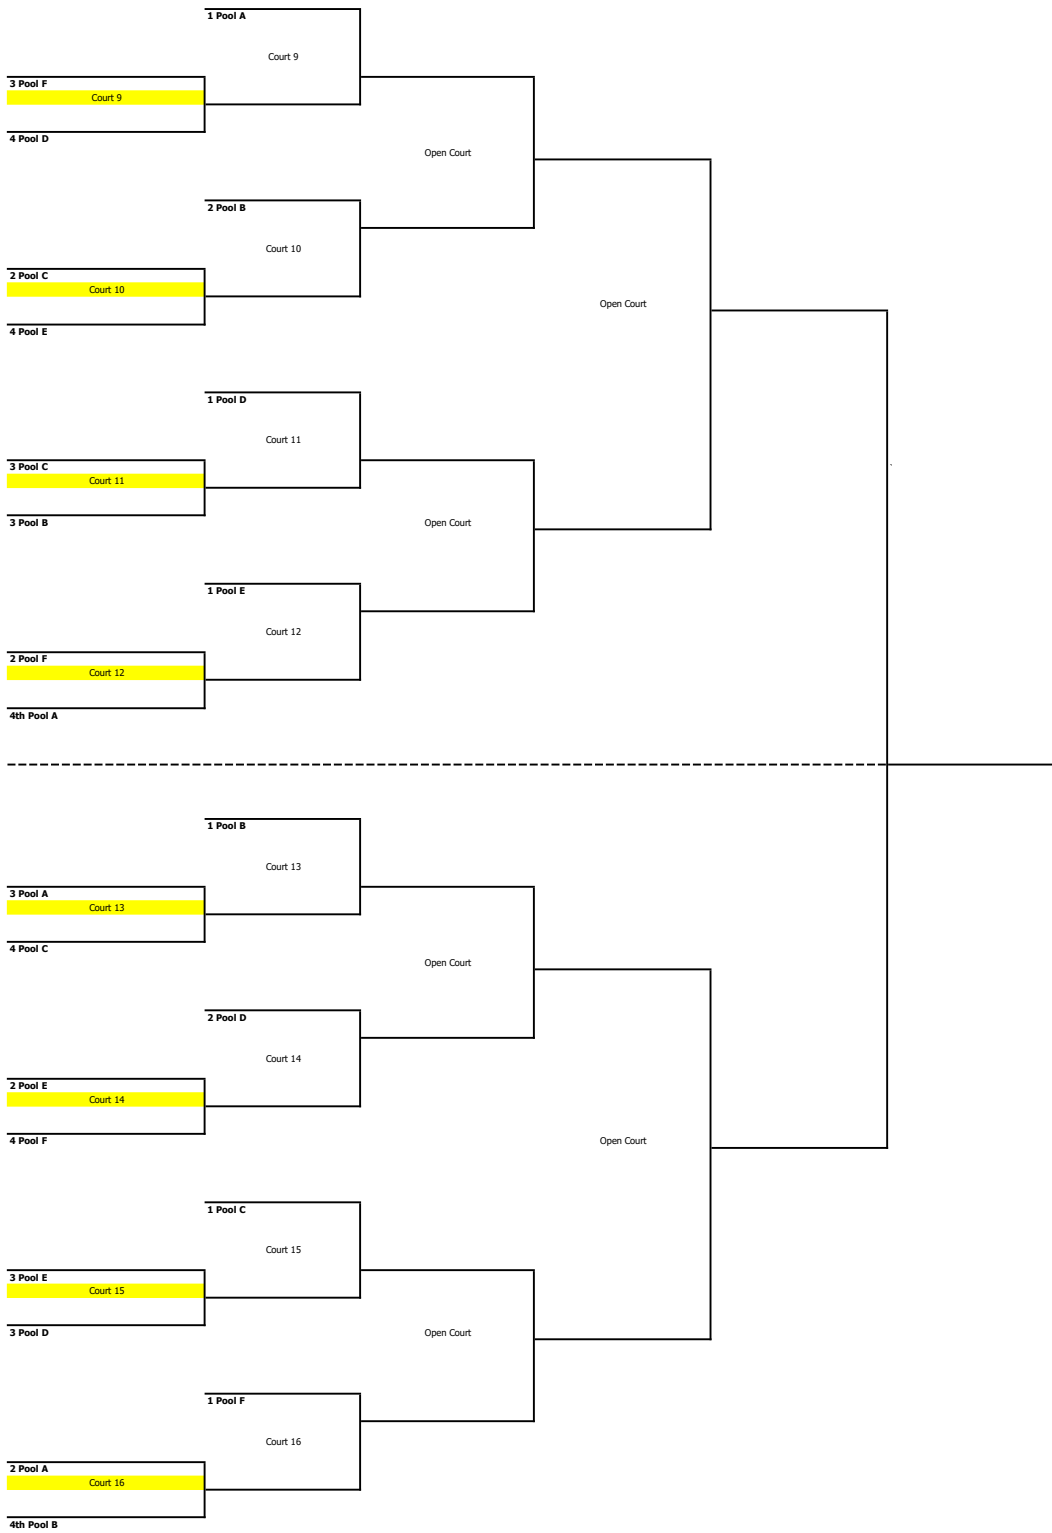 1 Pool A
Court 9
3 Pool F
Court 9
4 Pool D
Open Court
2 Pool B
Court 10
2 Pool C
Court 10
4 Pool E
Open Court
1 Pool D
Court 11
3 Pool C
Court 11
3 Pool B
Open Court
1 Pool E
Court 12
2 Pool F
Court 12
4th Pool A
1 Pool B
Court 13
3 Pool A
Court 13
4 Pool C
Open Court
2 Pool D
Court 14
2 Pool E
Court 14
4 Pool F
Open Court
1 Pool C
Court 15
3 Pool E
Court 15
3 Pool D
Open Court
1 Pool F
Court 16
2 Pool A
Court 16
4th Pool B